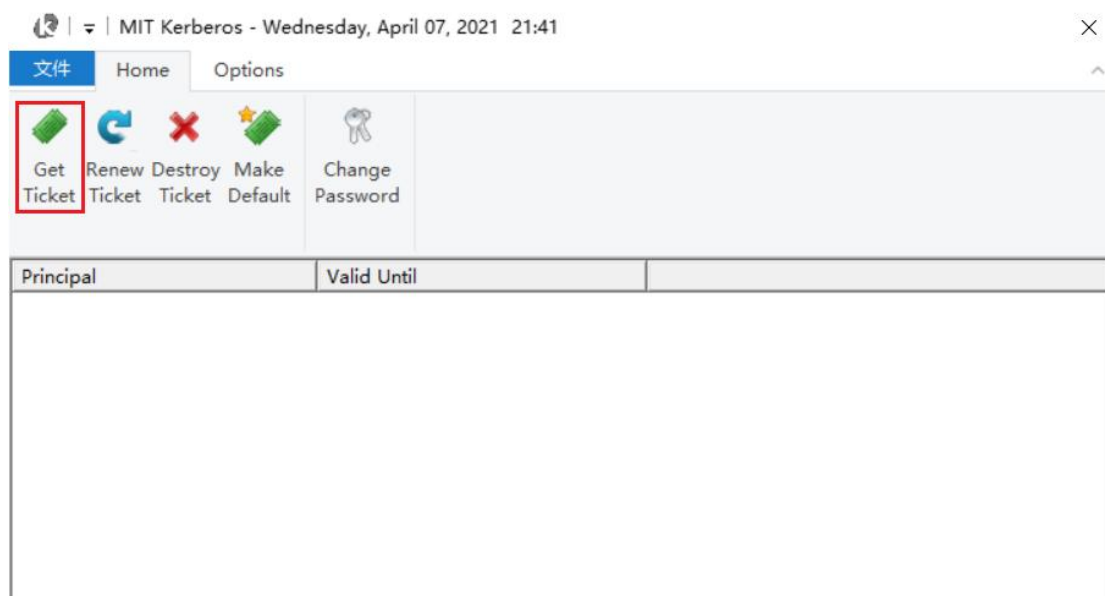 MIT Kerberos - Wednesday, April 07, 2021 21:41
文件 Home Options
Get Renew Destroy Make Change
Ticket Ticket Ticket Default Password
Principal Valid Until